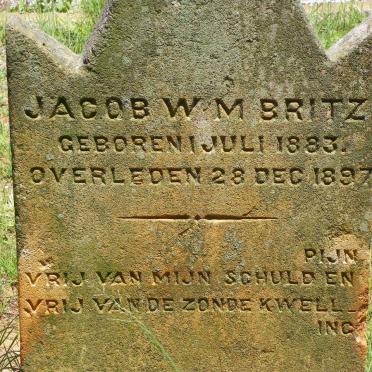 JACOB W M BRITZ
GEBOREN 1 JULI 1883.
OVERLEDEN 28 DEC 1897
PIJN
VRIJ VAN MIJN SCHULD EN
VRIJ VAN DE ZONDE KWELL_
ING